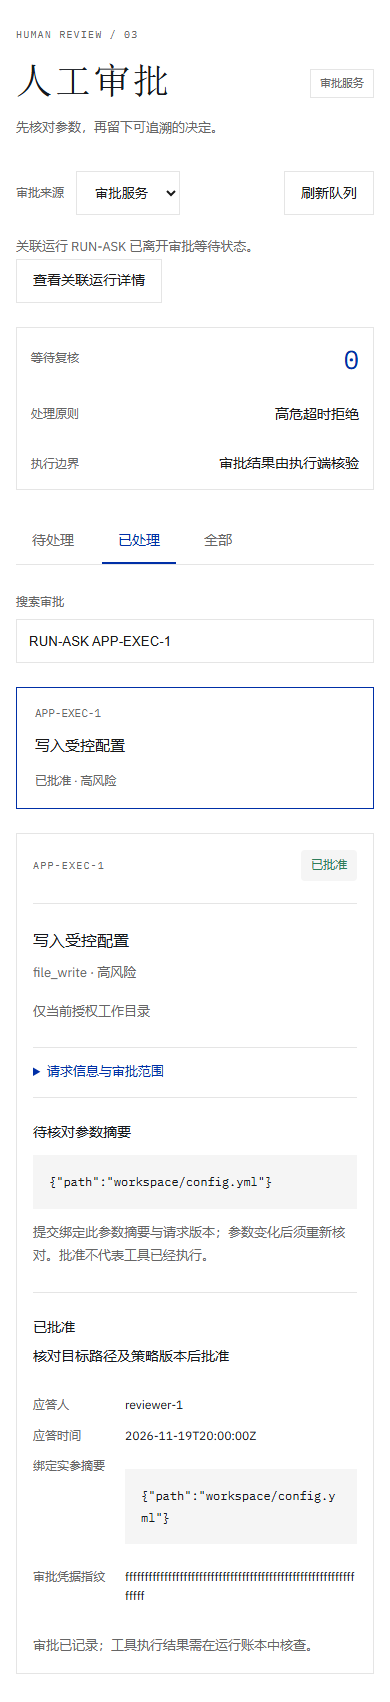 HUMAN REVIEW / 03
人工审批
审批服务
先核对参数，再留下可追溯的决定。
审批来源
审批服务
刷新队列
关联运行 RUN-ASK 已离开审批等待状态。
查看关联运行详情
等待复核
0
处理原则
高危超时拒绝
执行边界
审批结果由执行端核验
待处理
已处理
全部
搜索审批
RUN-ASK APP-EXEC-1
APP-EXEC-1
写入受控配置
已批准 · 高风险
APP-EXEC-1
已批准
写入受控配置
file_write · 高风险
仅当前授权工作目录
请求信息与审批范围
待核对参数摘要
{"path":"workspace/config.yml"}
提交绑定此参数摘要与请求版本；参数变化后须重新核
对。批准不代表工具已经执行。
已批准
核对目标路径及策略版本后批准
应答人
reviewer-1
应答时间
2026-11-19T20:00:00Z
绑定实参摘要
{"path":"workspace/config.y
ml"}
审批凭据指纹
fffffffffffffffffffffffffffffffffffffffffffffffffffffffffff
fffff
审批已记录；工具执行结果需在运行账本中核查。